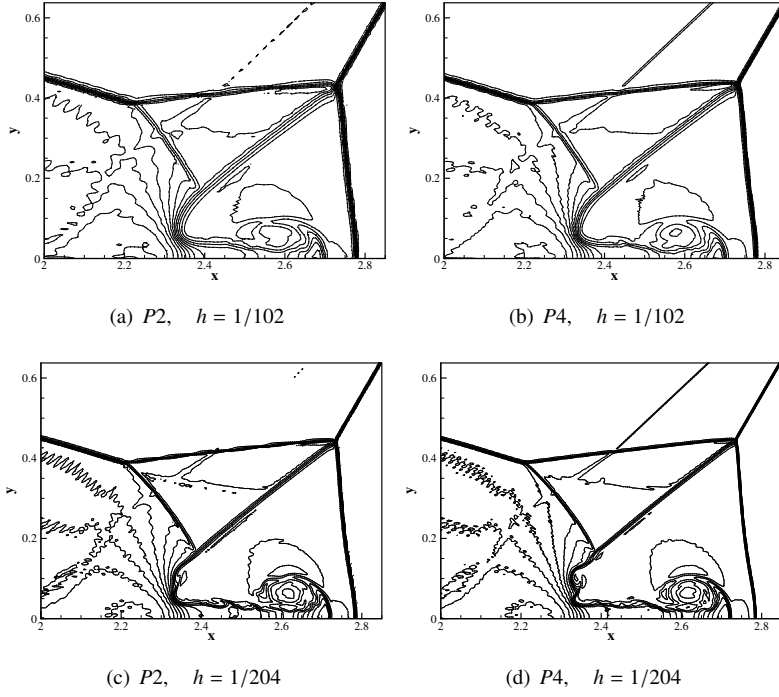 0.6
0.4
y
0.2
0
2 2.2 2.4 2.6 2.8
x
(a) P2, h = 1/102
0.6
0.4
y
0.2
0
2 2.2 2.4 2.6 2.8
x
(b) P4, h = 1/102
0.6
0.4
y
0.2
0
2 2.2 2.4 2.6 2.8
x
(c) P2, h = 1/204
0.6
0.4
y
0.2
0
2 2.2 2.4 2.6 2.8
x
(d) P4, h = 1/204